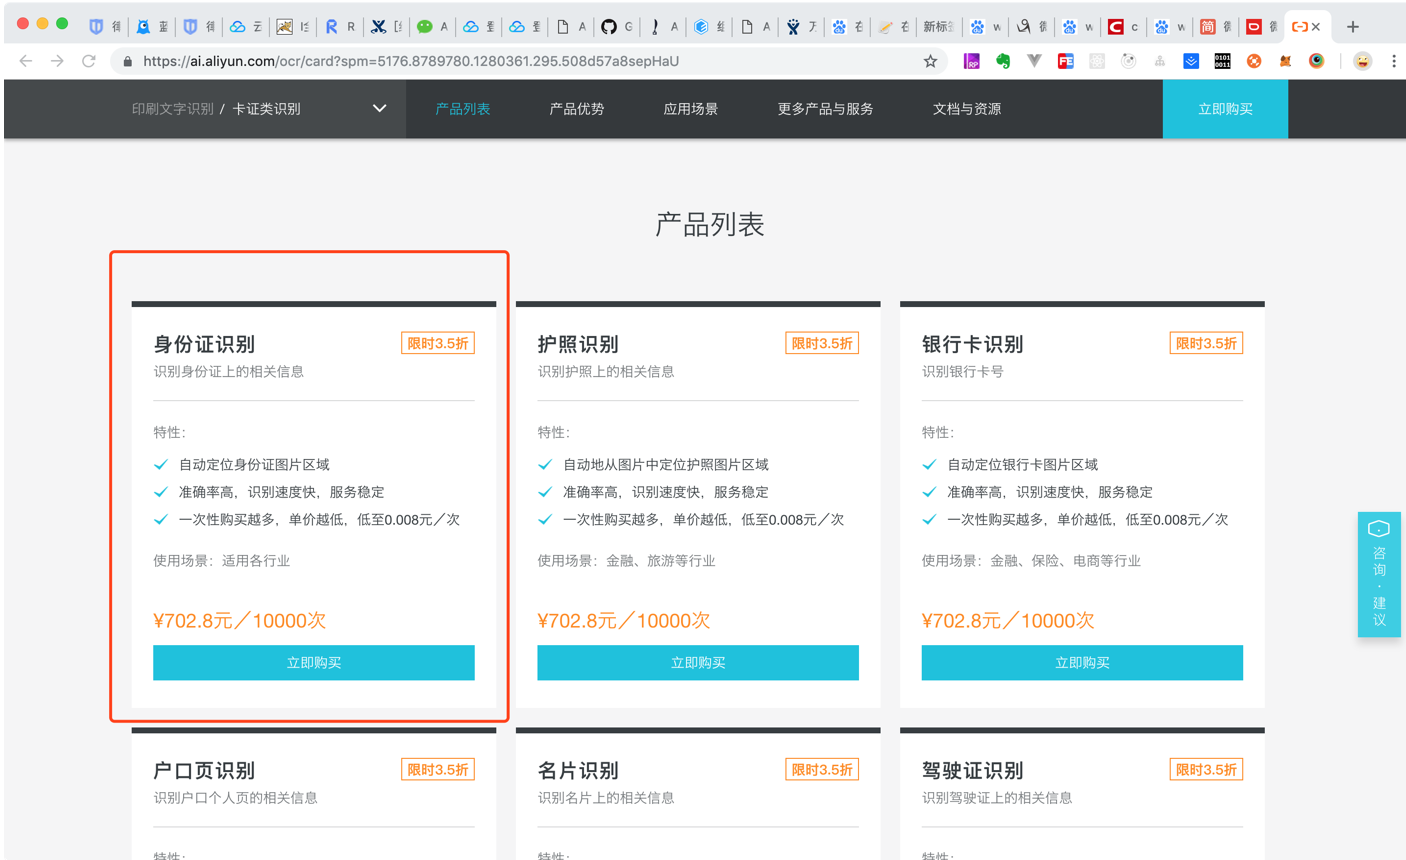 https://ai.aliyun.com/ocr/card?spm=5176.8789780.1280361.295.508d57a8sepHaU
印刷文字识别 / 卡证类识别
产品列表
产品优势
应用场景
更多产品与服务
文档与资源
立即购买
产品列表
身份证识别
限时3.5折
识别身份证上的相关信息
特性：
自动定位身份证图片区域
准确率高，识别速度快，服务稳定
一次性购买越多，单价越低，低至0.008元／次
使用场景：适用各行业
¥702.8元／10000次
立即购买
护照识别
限时3.5折
识别护照上的相关信息
特性：
自动地从图片中定位护照图片区域
准确率高，识别速度快，服务稳定
一次性购买越多，单价越低，低至0.008元／次
使用场景：金融、旅游等行业
¥702.8元／10000次
立即购买
银行卡识别
限时3.5折
识别银行卡号
特性：
自动定位银行卡图片区域
准确率高，识别速度快，服务稳定
一次性购买越多，单价越低，低至0.008元／次
使用场景：金融、保险、电商等行业
¥702.8元／10000次
立即购买
咨询·建议
户口页识别
限时3.5折
识别户口个人页的相关信息
特性：
名片识别
限时3.5折
识别名片上的相关信息
特性：
驾驶证识别
限时3.5折
识别驾驶证上的相关信息
特性：